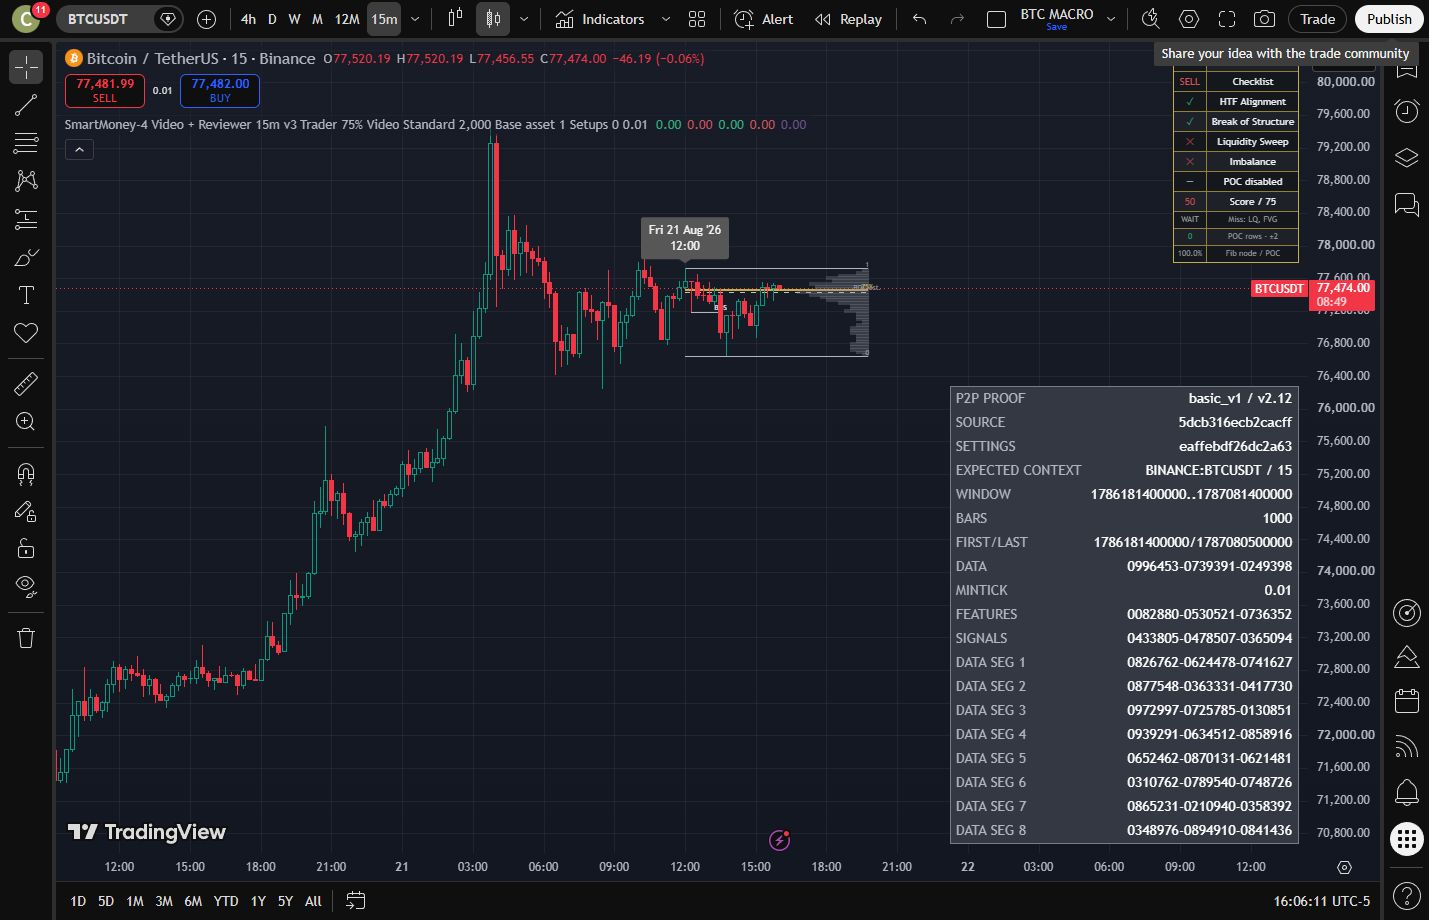 C 11 BTCUSDT 4h D W M 12M 15m Indicators Alert Replay BTC MACRO Save Trade Publish
Share your idea with the trade community
Bitcoin / TetherUS · 15 · Binance O77,520.19 H77,520.19 L77,456.55 C77,474.00 −46.19 (−0.06%)
77,481.99 SELL 0.01 77,482.00 BUY
SmartMoney-4 Video + Reviewer 15m v3 Trader 75% Video Standard 2,000 Base asset 1 Setups 0 0.01 0.00 0.00 0.00 0.00 0.00
SELL Checklist
✓ HTF Alignment
✓ Break of Structure
× Liquidity Sweep
× Imbalance
— POC disabled
50 Score / 75
WAIT Miss: LQ, FVG
0 POC rows · ±2
100.0% Fib node / POC
Fri 21 Aug '26
12:00
1
0
80,000.00
79,600.00
79,200.00
78,800.00
78,400.00
78,000.00
77,600.00
BTCUSDT 77,474.00
08:49
77,200.00
76,800.00
76,400.00
76,000.00
75,600.00
75,200.00
74,800.00
74,400.00
74,000.00
73,600.00
73,200.00
72,800.00
72,400.00
72,000.00
71,600.00
71,200.00
70,800.00
P2P PROOF basic_v1 / v2.12
SOURCE 5dcb316ecb2cacff
SETTINGS eaffebdf26dc2a63
EXPECTED CONTEXT BINANCE:BTCUSDT / 15
WINDOW 1786181400000..1787081400000
BARS 1000
FIRST/LAST 1786181400000/1787080500000
DATA 0996453-0739391-0249398
MINTICK 0.01
FEATURES 0082880-0530521-0736352
SIGNALS 0433805-0478507-0365094
DATA SEG 1 0826762-0624478-0741627
DATA SEG 2 0877548-0363331-0417730
DATA SEG 3 0972997-0725785-0130851
DATA SEG 4 0939291-0634512-0858916
DATA SEG 5 0652462-0870131-0621481
DATA SEG 6 0310762-0789540-0748726
DATA SEG 7 0865231-0210940-0358392
DATA SEG 8 0348976-0894910-0841436
TradingView
12:00 15:00 18:00 21:00 21 03:00 06:00 09:00 12:00 15:00 18:00 21:00 22 03:00 06:00 09:00 12:00
1D 5D 1M 3M 6M YTD 1Y 5Y All 16:06:11 UTC-5